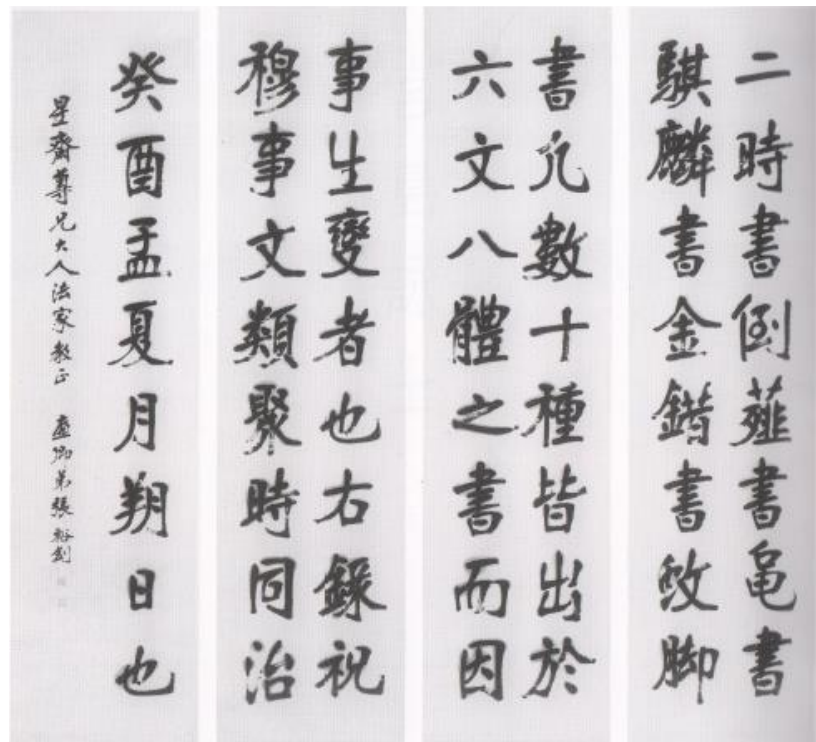 二時書倒薤書龟書
騏麟書金錯書蚊脚
書凡數十種皆出於
六文八體之書而因
事生變者也右錄祝
穆事文類聚時同治
癸酉孟夏月朔日也
星齋尊兄大人法家教正 廉卿弟張裕釗